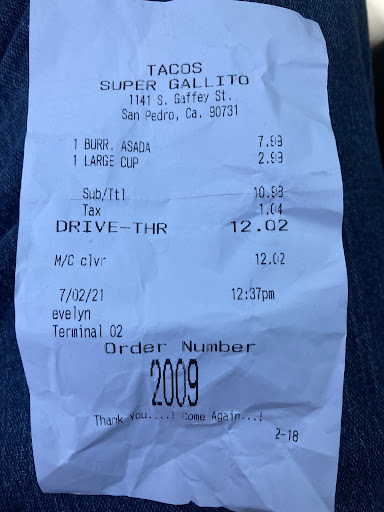 TACOS
SUPER GALLITO
1141 S. Gaffey St.
San Pedro, Ca. 90731
1 BURR. ASADA 7.99
1 LARGE CUP 2.99
Sub/Ttl 10.98
Tax 1.04
DRIVE-THR 12.02
M/C clvr 12.02
7/02/21 12:37pm
evelyn
Terminal 02
Order Number
2009
Thank you....! Come Again...!
2-18